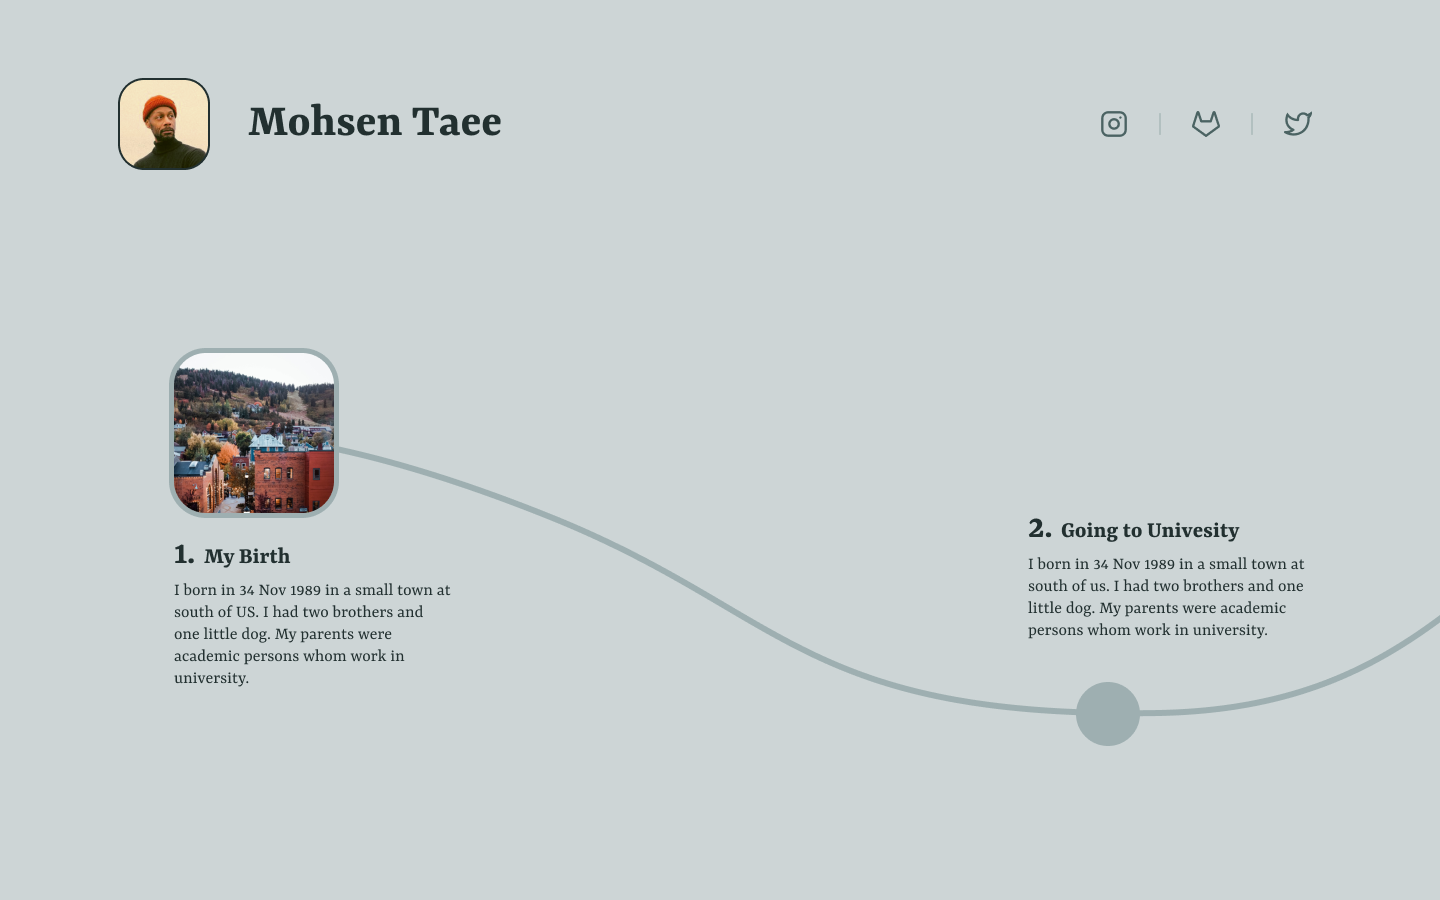 Mohsen Taee
1. My Birth
I born in 34 Nov 1989 in a small town at
south of US. I had two brothers and
one little dog. My parents were
academic persons whom work in
university.
2. Going to Univesity
I born in 34 Nov 1989 in a small town at
south of us. I had two brothers and one
little dog. My parents were academic
persons whom work in university.